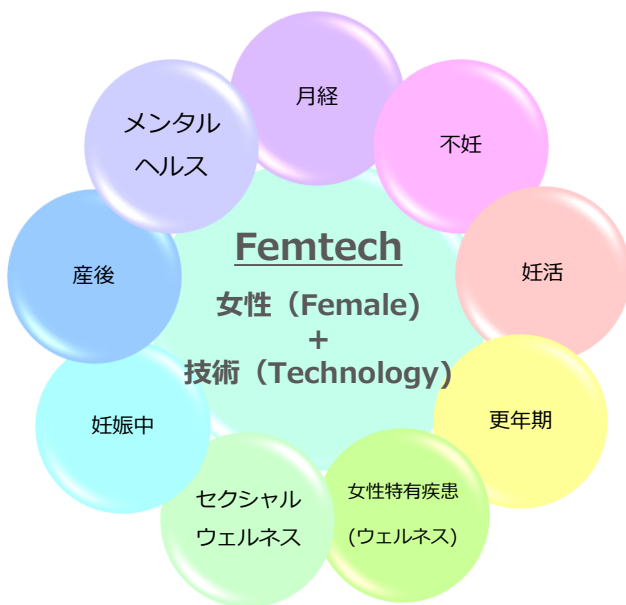 月経
不妊
妊活
更年期
女性特有疾患
(ウェルネス)
セクシャル
ウェルネス
妊娠中
産後
メンタル
ヘルス
Femtech
女性（Female)
+
技術（Technology)